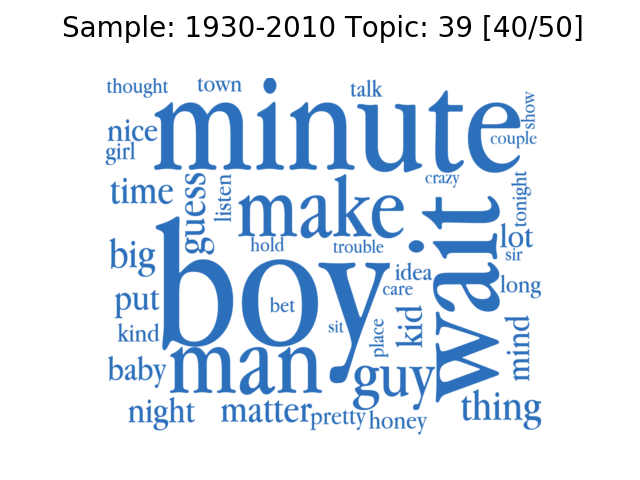 Sample: 1930-2010 Topic: 39 [40/50]
thought town talk
minute
show
nice
couple
girl
crazy
time guess listen make wait tonight
lot
hold trouble
sir
big boy idea
care
long
put bet
kind sit place kid mind
baby man guy
thing
night matter pretty honey